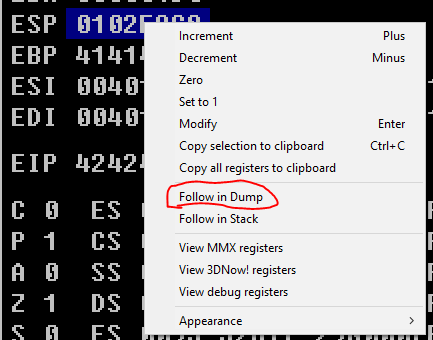 ESP 0102
EBP 4141
Increment Plus
Decrement Minus
Zero
Set to 1
Modify Enter
Copy selection to clipboard Ctrl+C
Copy all registers to clipboard
Follow in Dump
Follow in Stack
View MMX registers
View 3DNow! registers
View debug registers
Appearance
ESI 0040
EDI 0040
EIP 4242
C 0 ES
P 1 CS
A 0 SS
Z 1 DS
S 0